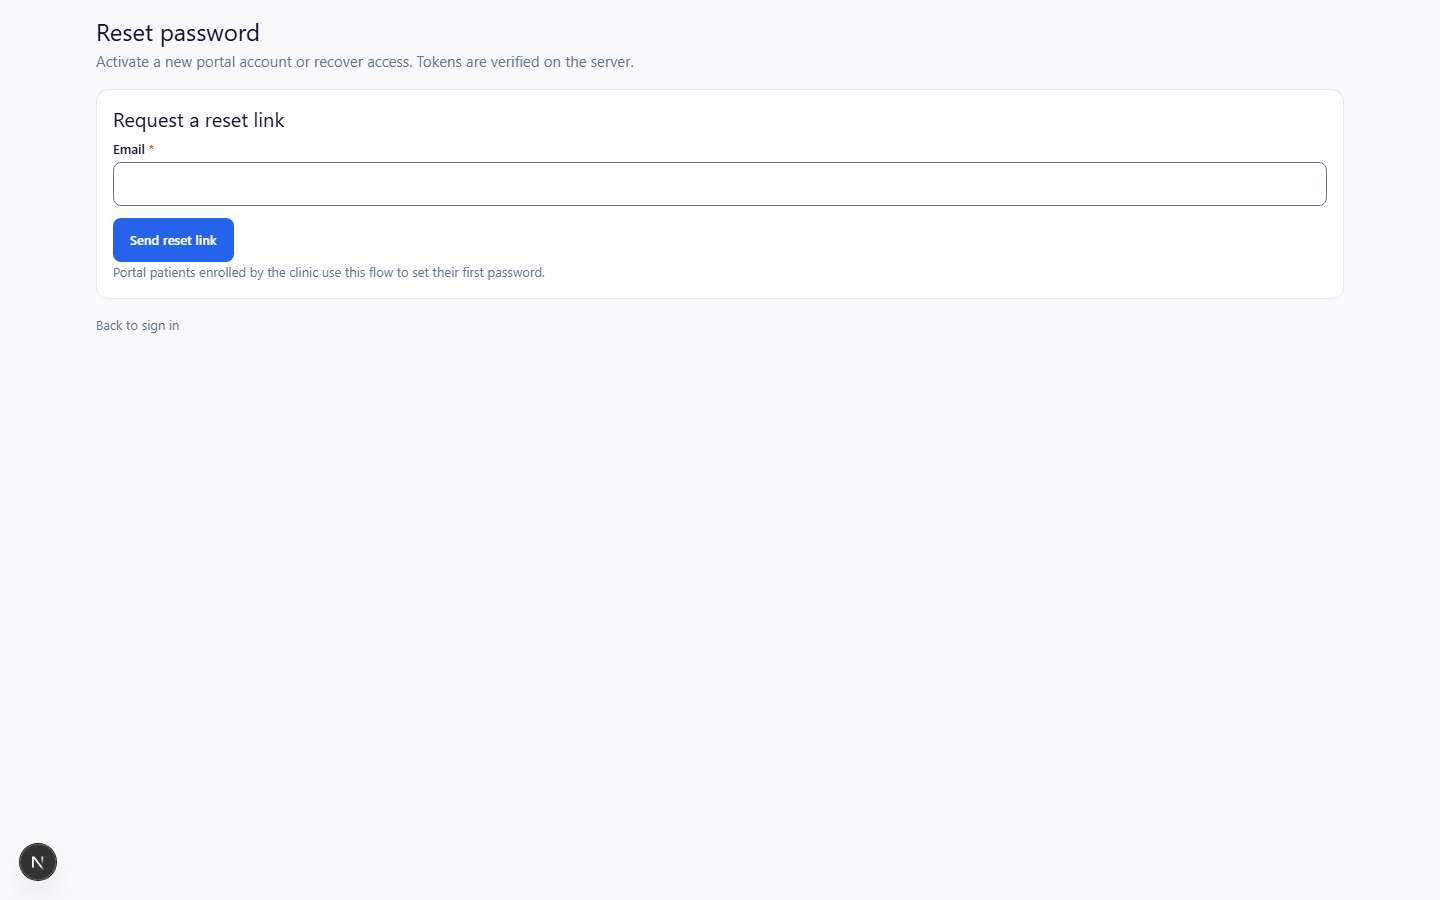 Reset password
Activate a new portal account or recover access. Tokens are verified on the server.
Request a reset link
Email *
Send reset link
Portal patients enrolled by the clinic use this flow to set their first password.
Back to sign in
N